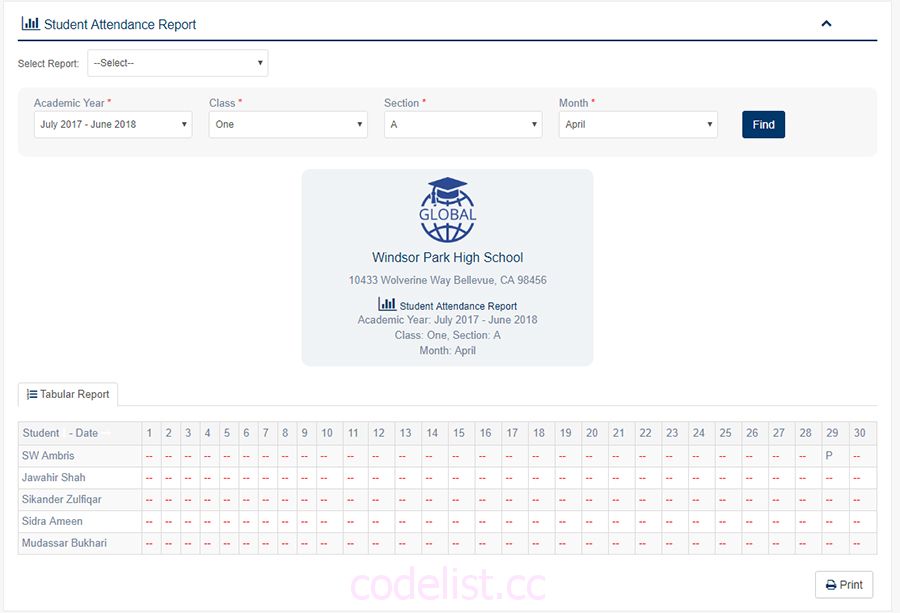 Student Attendance Report
Select Report: --Select--
Academic Year * Class * Section * Month *
July 2017 - June 2018 One A April Find
GLOBAL
Windsor Park High School
10433 Wolverine Way Bellevue, CA 98456
Student Attendance Report
Academic Year: July 2017 - June 2018
Class: One, Section: A
Month: April
Tabular Report
Student - Date 1 2 3 4 5 6 7 8 9 10 11 12 13 14 15 16 17 18 19 20 21 22 23 24 25 26 27 28 29 30
SW Ambris -- -- -- -- -- -- -- -- -- -- -- -- -- -- -- -- -- -- -- -- -- -- -- -- -- -- -- -- P --
Jawahir Shah -- -- -- -- -- -- -- -- -- -- -- -- -- -- -- -- -- -- -- -- -- -- -- -- -- -- -- -- -- --
Sikander Zulfiqar -- -- -- -- -- -- -- -- -- -- -- -- -- -- -- -- -- -- -- -- -- -- -- -- -- -- -- -- -- --
Sidra Ameen -- -- -- -- -- -- -- -- -- -- -- -- -- -- -- -- -- -- -- -- -- -- -- -- -- -- -- -- -- --
Mudassar Bukhari -- -- -- -- -- -- -- -- -- -- -- -- -- -- -- -- -- -- -- -- -- -- -- -- -- -- -- -- -- --
codelist.cc
Print